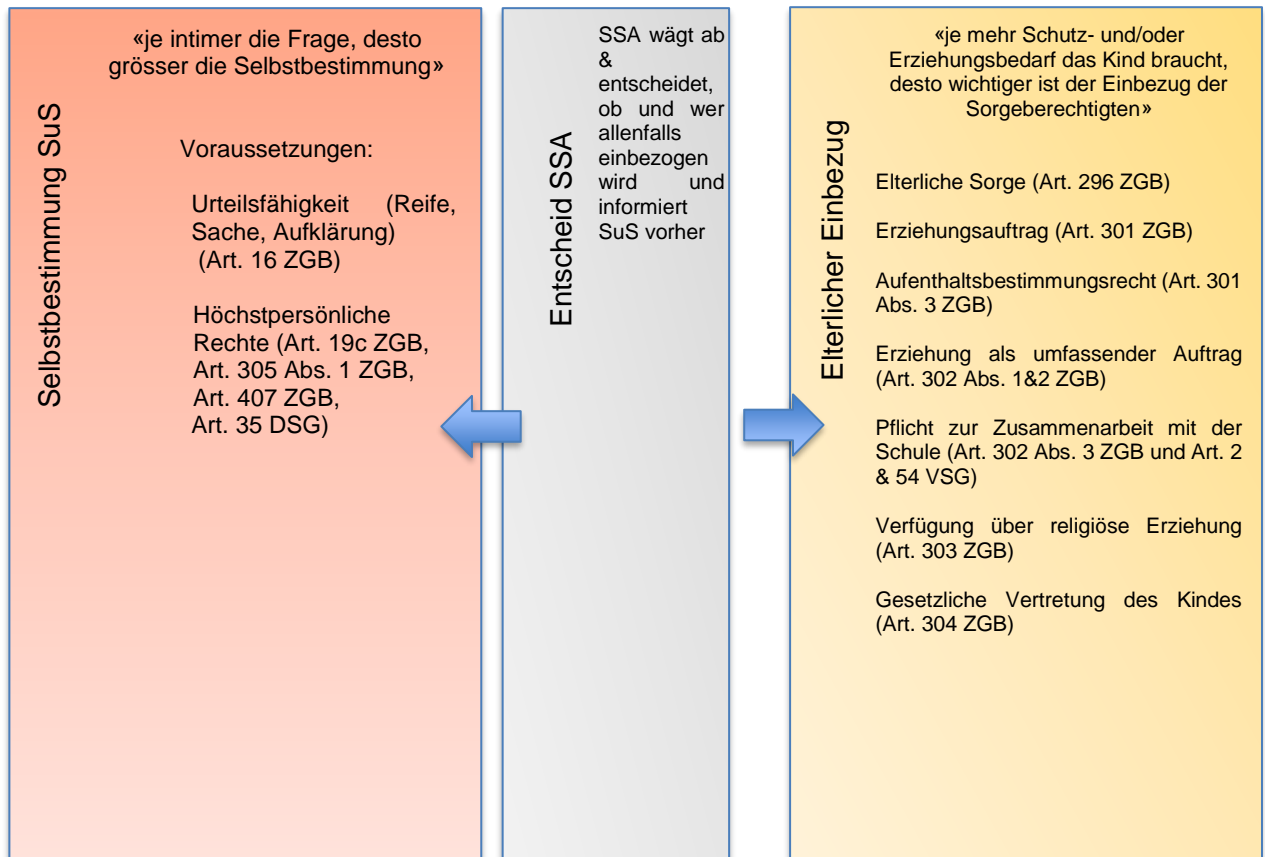 Selbstbestimmung SuS
«je intimer die Frage, desto
grösser die Selbstbestimmung»
Voraussetzungen:
Urteilsfähigkeit (Reife,
Sache, Aufklärung)
(Art. 16 ZGB)
Höchstpersönliche
Rechte (Art. 19c ZGB,
Art. 305 Abs. 1 ZGB,
Art. 407 ZGB,
Art. 35 DSG)
Entscheid SSA
SSA wägt ab
&
entscheidet,
ob und wer
allenfalls
einbezogen
wird und
informiert
SuS vorher
Elterlicher Einbezug
«je mehr Schutz- und/oder
Erziehungsbedarf das Kind braucht,
desto wichtiger ist der Einbezug der
Sorgeberechtigten»
Elterliche Sorge (Art. 296 ZGB)
Erziehungsauftrag (Art. 301 ZGB)
Aufenthaltsbestimmungsrecht (Art. 301
Abs. 3 ZGB)
Erziehung als umfassender Auftrag
(Art. 302 Abs. 1&2 ZGB)
Pflicht zur Zusammenarbeit mit der
Schule (Art. 302 Abs. 3 ZGB und Art. 2
& 54 VSG)
Verfügung über religiöse Erziehung
(Art. 303 ZGB)
Gesetzliche Vertretung des Kindes
(Art. 304 ZGB)